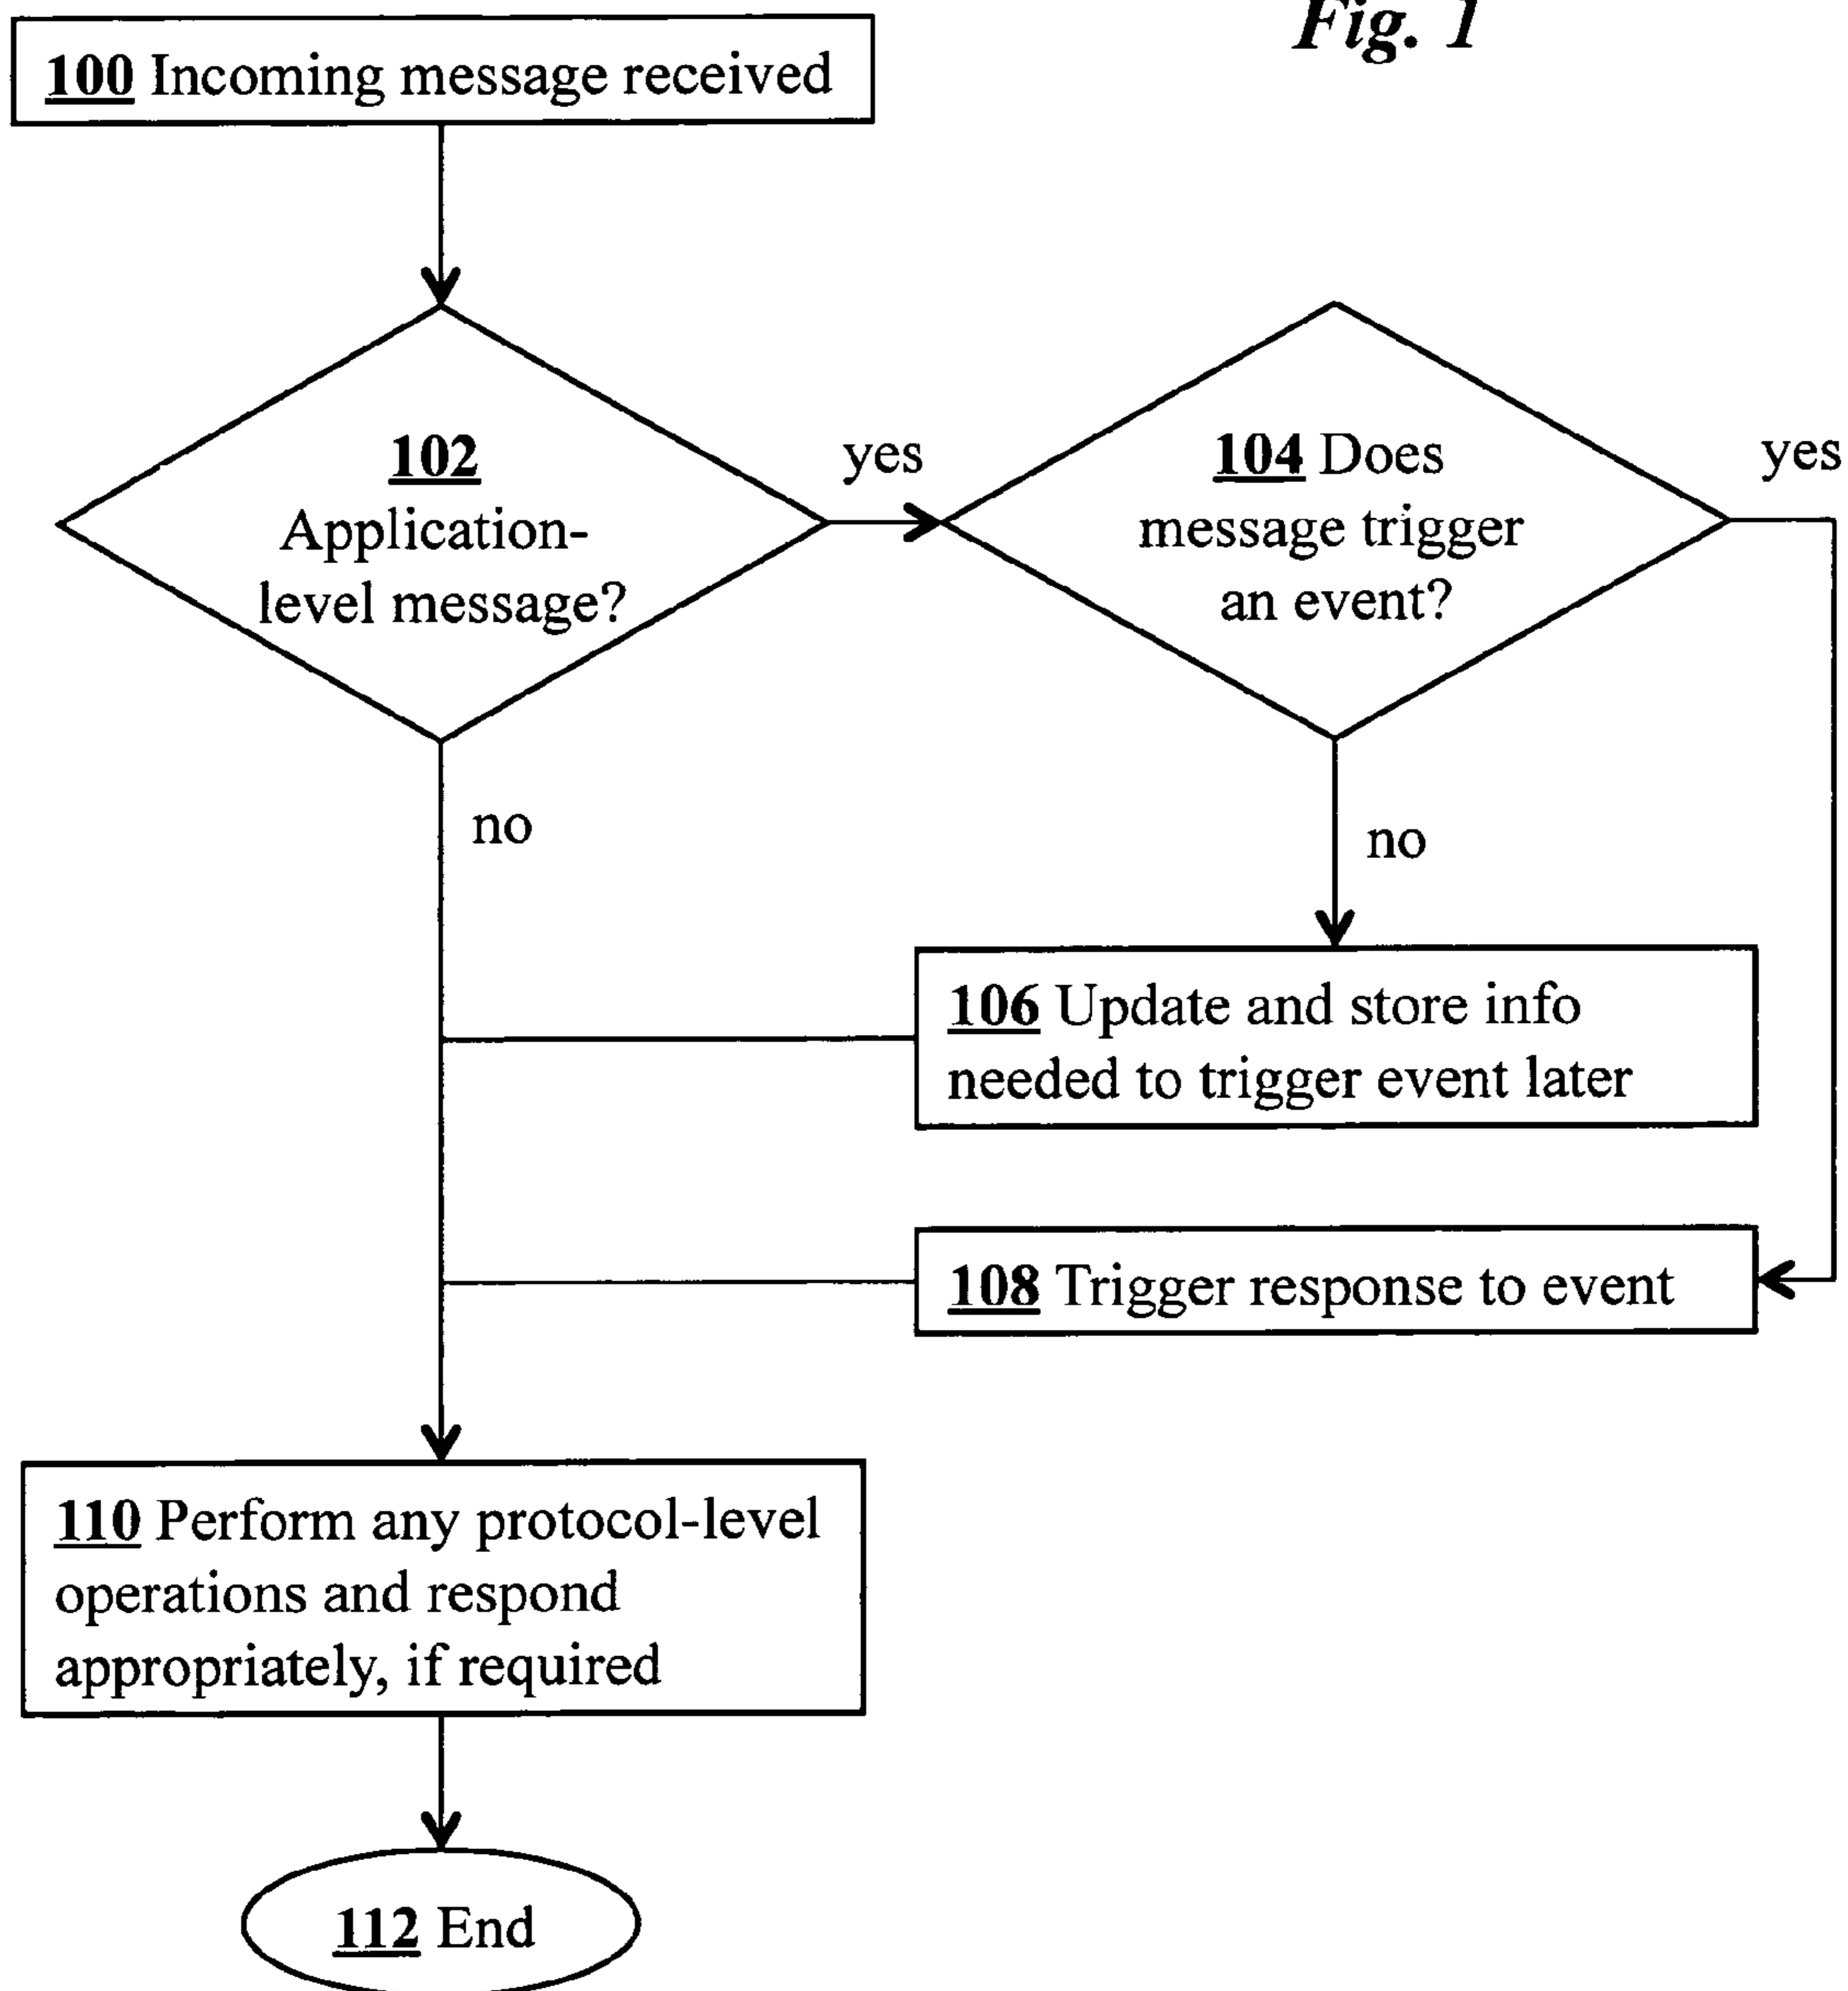 Fig. 1
100 Incoming message received
102
Application-
level message?
yes
104 Does
message trigger
an event?
yes
no
no
106 Update and store info
needed to trigger event later
108 Trigger response to event
110 Perform any protocol-level
operations and respond
appropriately, if required
112 End